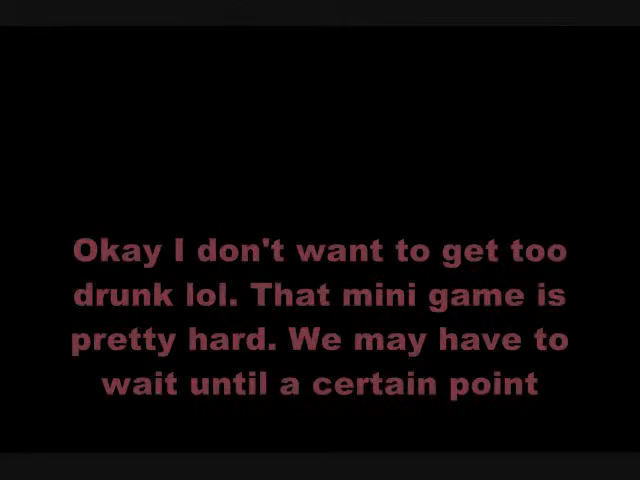 Okay I don't want to get too
drunk lol. That mini game is
pretty hard. We may have to
wait until a certain point